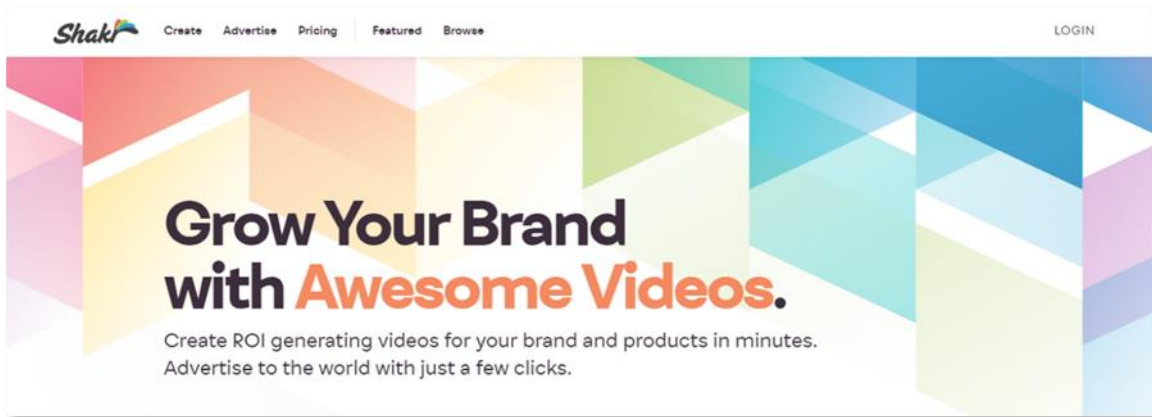 Shakr Create Advertise Pricing Featured Browse LOGIN
Grow Your Brand
with Awesome Videos.
Create ROI generating videos for your brand and products in minutes.
Advertise to the world with just a few clicks.